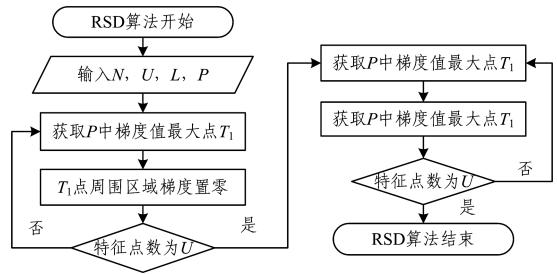 RSD算法开始
输入N，U，L，P
获取P中梯度值最大点T₁
T₁点周围区域梯度置零
否
是
特征点数为U
获取P中梯度值最大点T₁
获取P中梯度值最大点T₁
特征点数为U
否
是
RSD算法结束